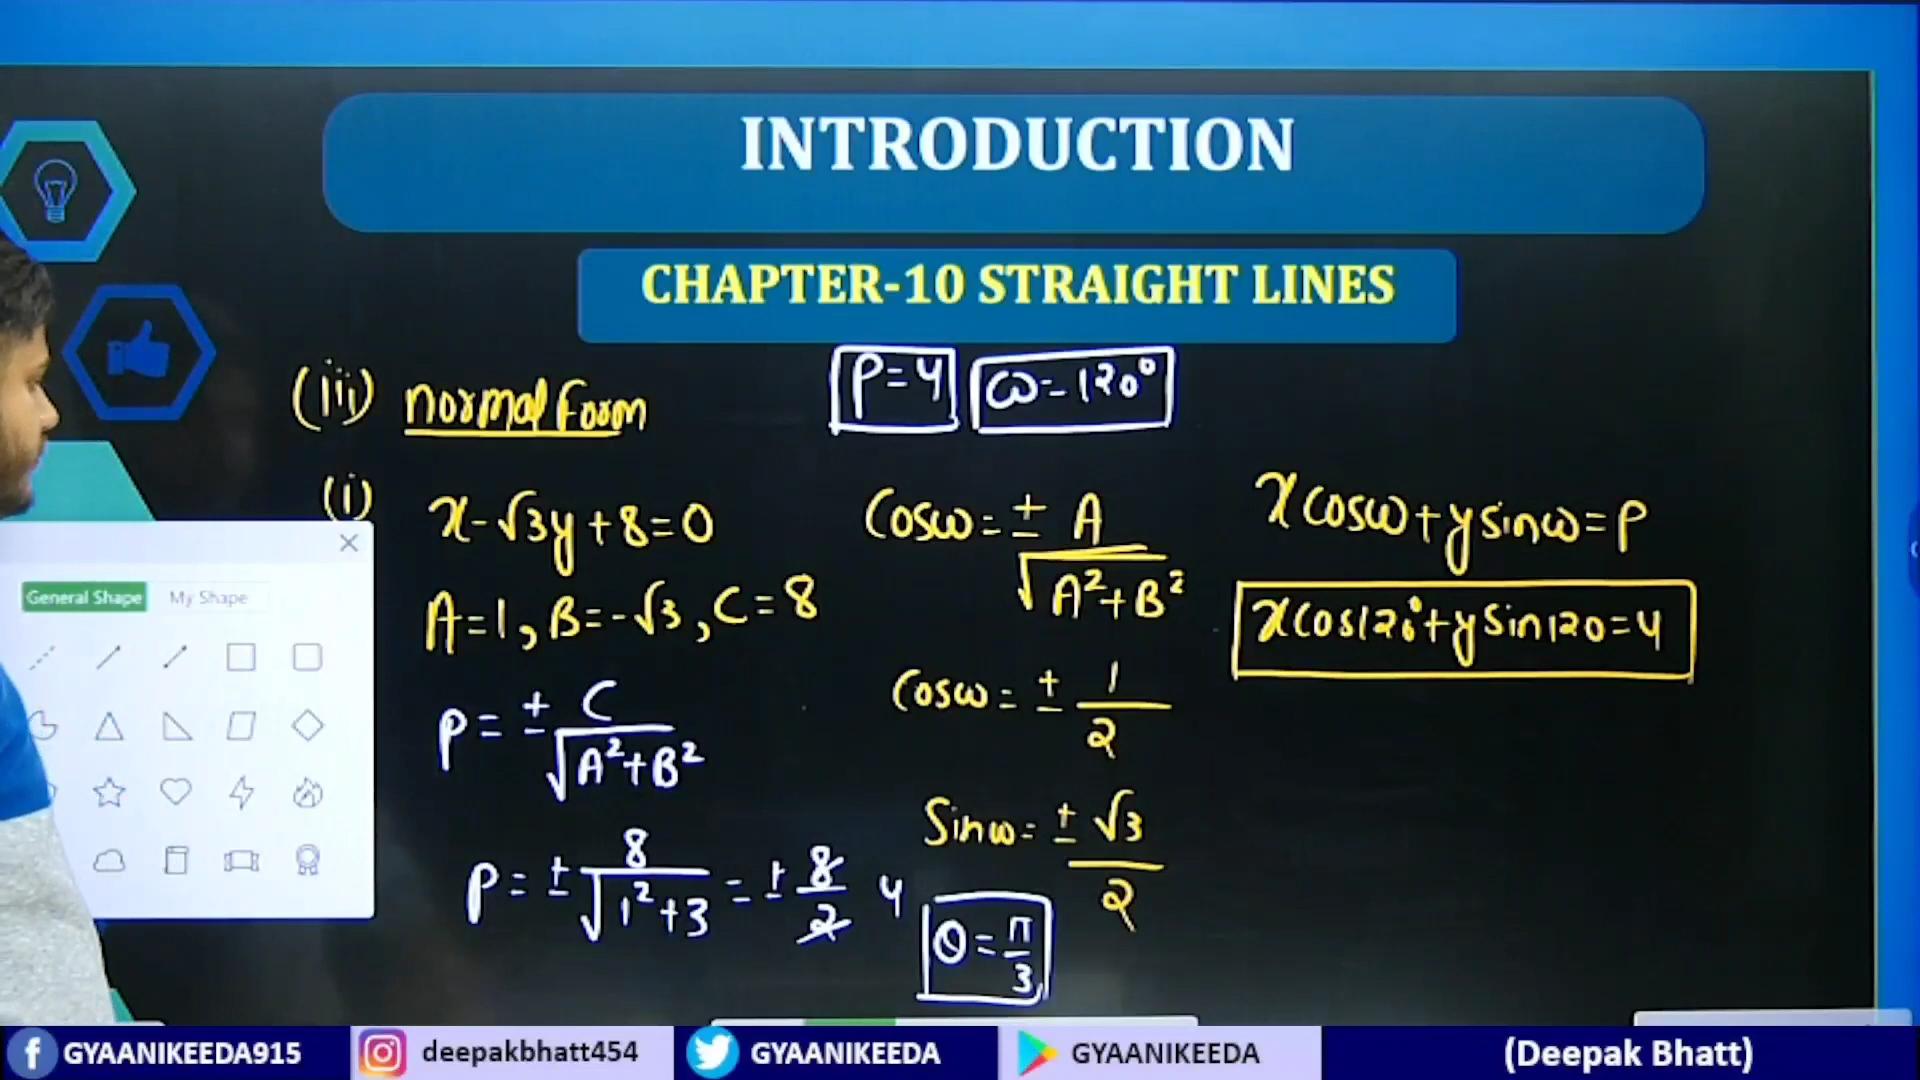 INTRODUCTION
CHAPTER-10 STRAIGHT LINES
(iii) normal form
P=4
ω=120°
(i)
x-√3y+8=0
A=1, B=-√3, C=8
p = ± C/√A²+B²
p = ± 8/√1²+3 = ± 8/2 4
Cosω = ± A/√A²+B²
Cosω = ± 1/2
Sinω = ± √3/2
θ = π/3
xcosω+ysinω=p
xcos120°+ysin120=4
General Shape My Shape
GYAANIKEEDA915 deepakbhatt454 GYAANIKEEDA GYAANIKEEDA (Deepak Bhatt)